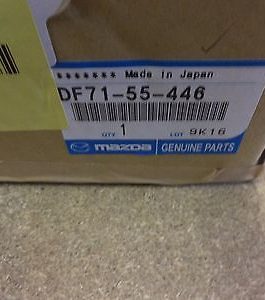 ******* Made in Japan
DF71-55-446
QTY 1 LOT 9K16
mazda GENUINE PARTS